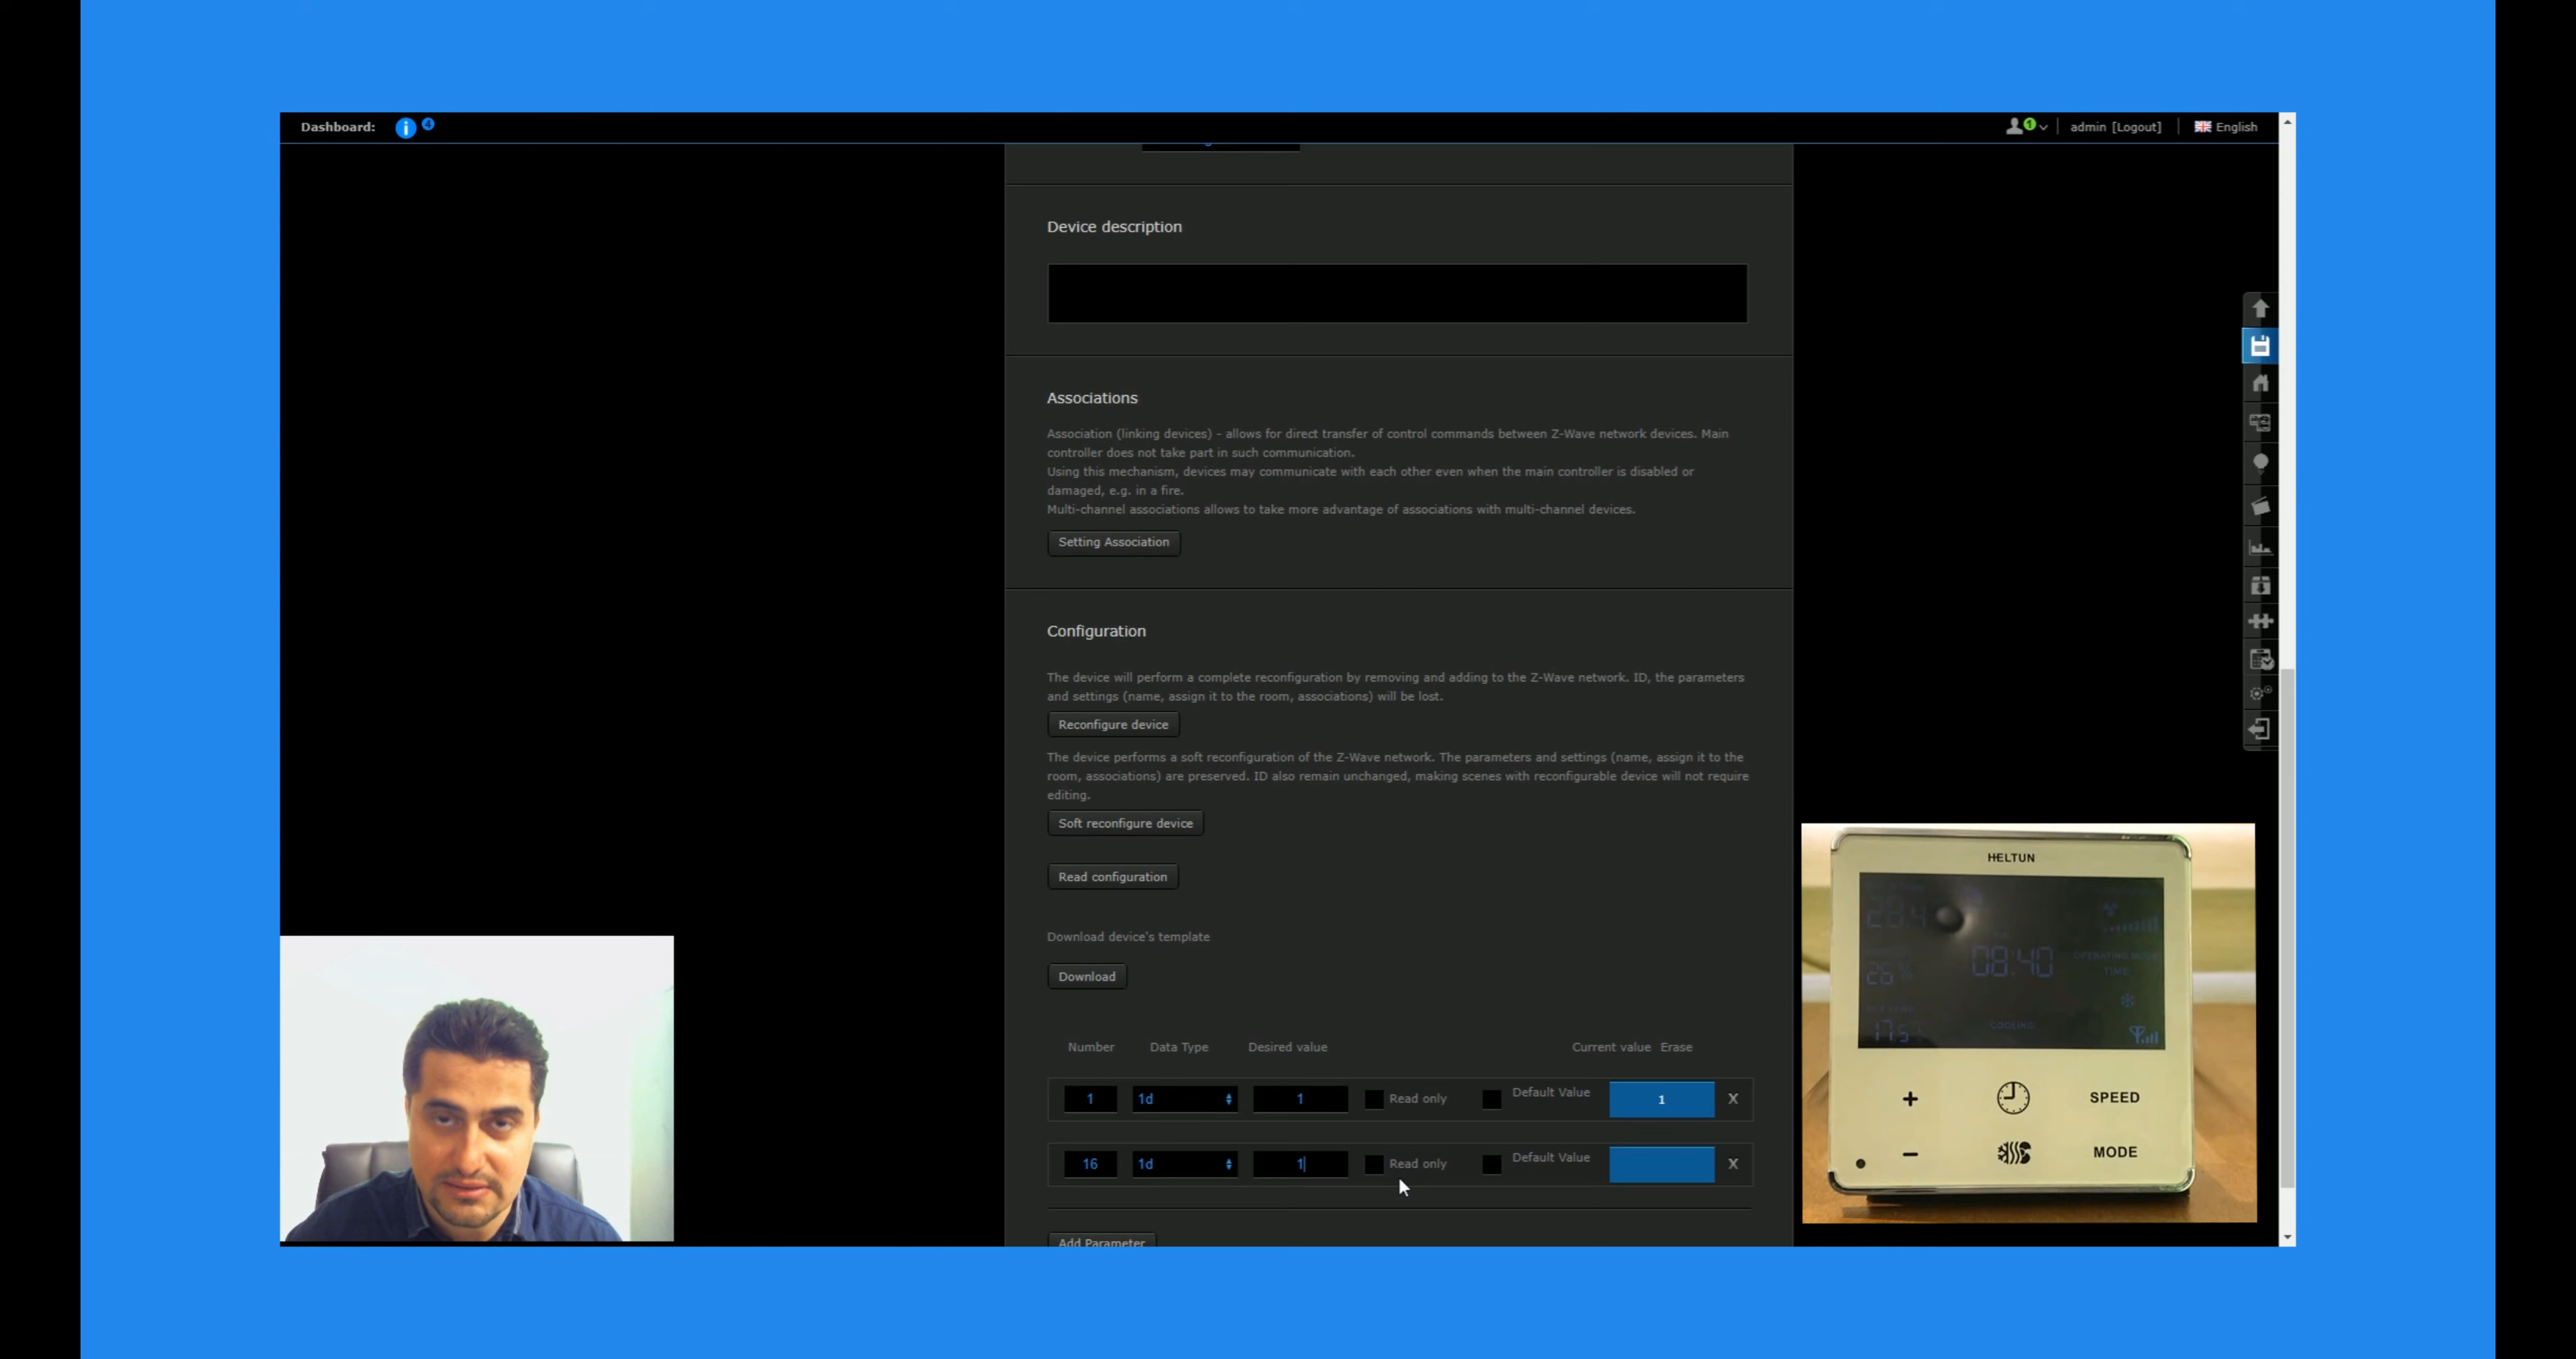 Dashboard: i 4 1 admin [Logout] English
Device description
Associations
Association (linking devices) - allows for direct transfer of control commands between Z-Wave network devices. Main
controller does not take part in such communication.
Using this mechanism, devices may communicate with each other even when the main controller is disabled or
damaged, e.g. in a fire.
Multi-channel associations allows to take more advantage of associations with multi-channel devices.
Setting Association
Configuration
The device will perform a complete reconfiguration by removing and adding to the Z-Wave network. ID, the parameters
and settings (name, assign it to the room, associations) will be lost.
Reconfigure device
The device performs a soft reconfiguration of the Z-Wave network. The parameters and settings (name, assign it to the
room, associations) are preserved. ID also remain unchanged, making scenes with reconfigurable device will not require
editing.
Soft reconfigure device
Read configuration
Download device's template
Download
Number Data Type Desired value Current value Erase
1 1d 1 Read only Default Value 1 X
16 1d 1 Read only Default Value X
Add Parameter
HELTUN
08:40
OPERATING MODE
TIME
26
17.5
COOLING
+ SPEED
- MODE